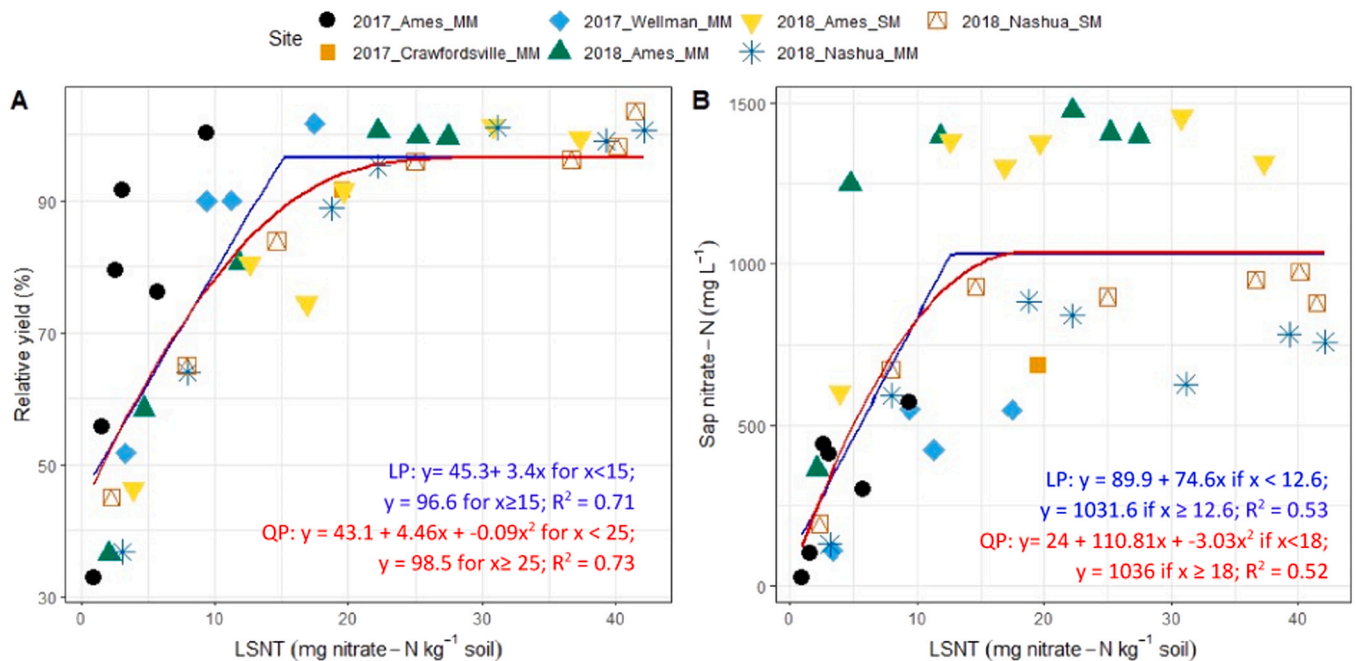 Site
2017_Ames_MM
2017_Wellman_MM
2018_Ames_SM
2018_Nashua_SM
2017_Crawfordsville_MM
2018_Ames_MM
2018_Nashua_MM
A
Relative yield (%)
90
70
50
30
LP: y= 45.3+ 3.4x for x<15;
y = 96.6 for x≥15; R² = 0.71
QP: y = 43.1 + 4.46x + -0.09x² for x < 25;
y = 98.5 for x≥ 25; R² = 0.73
0 10 20 30 40
LSNT (mg nitrate – N kg⁻¹ soil)
B
Sap nitrate – N (mg L⁻¹)
1500
1000
500
0
LP: y = 89.9 + 74.6x if x < 12.6;
y = 1031.6 if x ≥ 12.6; R² = 0.53
QP: y= 24 + 110.81x + -3.03x² if x<18;
y = 1036 if x ≥ 18; R² = 0.52
0 10 20 30 40
LSNT (mg nitrate – N kg⁻¹ soil)